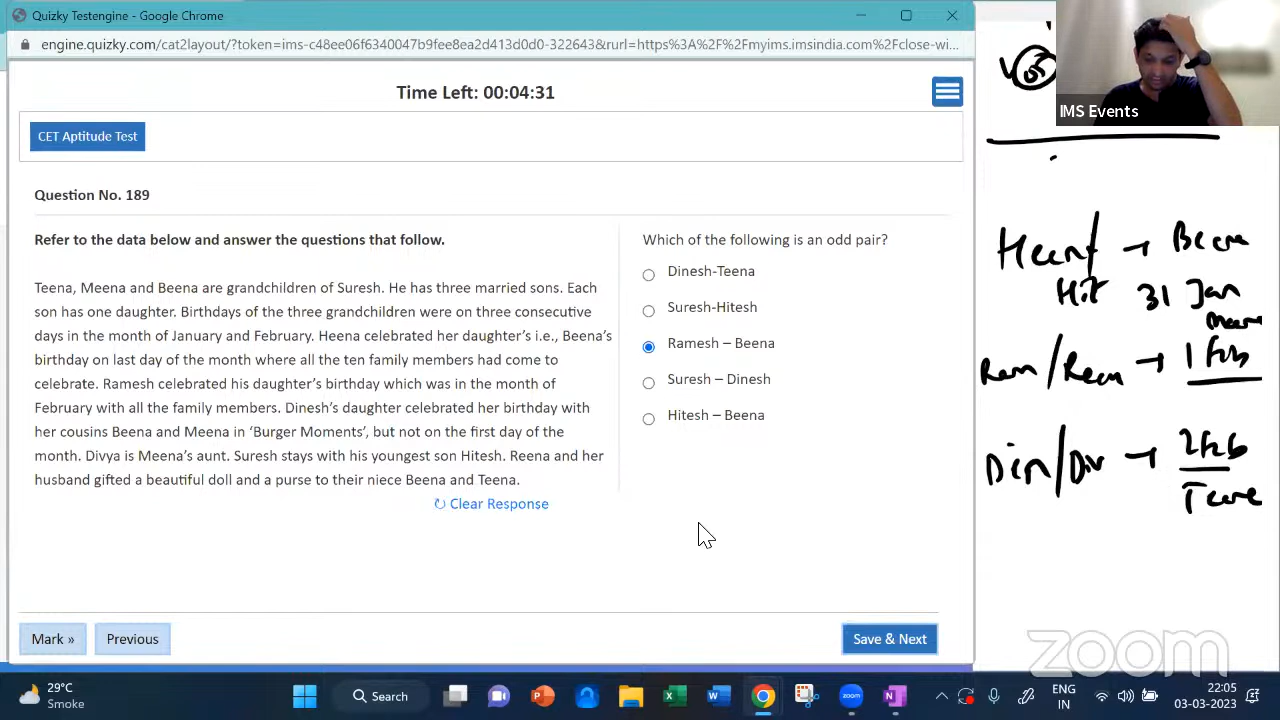 Quizky Testengine - Google Chrome
engine.quizky.com/cat2layout/?token=ims-c48ee06f6340047b9fee8ea2d413d0d0-322643&rurl=https%3A%2F%2Fmyims.imsindia.com%2Fclose-wi...
Time Left: 00:04:31
CET Aptitude Test
Question No. 189
Refer to the data below and answer the questions that follow.
Teena, Meena and Beena are grandchildren of Suresh. He has three married sons. Each
son has one daughter. Birthdays of the three grandchildren were on three consecutive
days in the month of January and February. Heena celebrated her daughter's i.e., Beena's
birthday on last day of the month where all the ten family members had come to
celebrate. Ramesh celebrated his daughter's birthday which was in the month of
February with all the family members. Dinesh's daughter celebrated her birthday with
her cousins Beena and Meena in 'Burger Moments', but not on the first day of the
month. Divya is Meena's aunt. Suresh stays with his youngest son Hitesh. Reena and her
husband gifted a beautiful doll and a purse to their niece Beena and Teena.
Clear Response
Which of the following is an odd pair?
Dinesh-Teena
Suresh-Hitesh
Ramesh – Beena
Suresh – Dinesh
Hitesh – Beena
Mark »
Previous
Save & Next
IMS Events
Hit 31 Jan
1 Feb
2 Feb
zoom
29°C
Smoke
Search
zoom
ENG
IN
22:05
03-03-2023